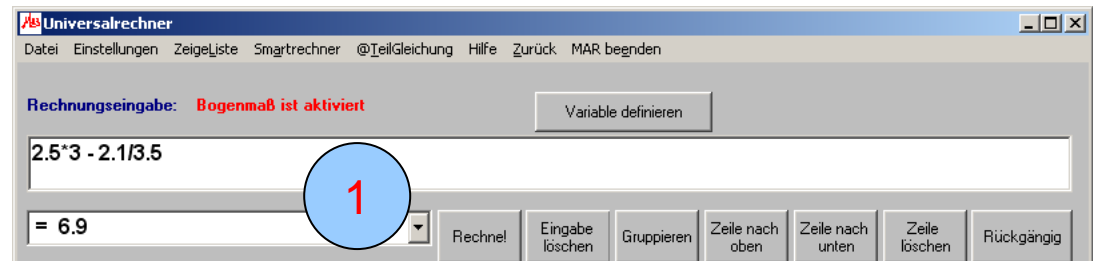 Universalrechner
Datei Einstellungen ZeigeListe Smartrechner @TeilGleichung Hilfe Zurück MAR beenden
Rechnungseingabe: Bogenmaß ist aktiviert
Variable definieren
2.5*3 - 2.1/3.5
1
= 6.9
Rechne!
Eingabe
löschen
Gruppieren
Zeile nach
oben
Zeile nach
unten
Zeile
löschen
Rückgängig